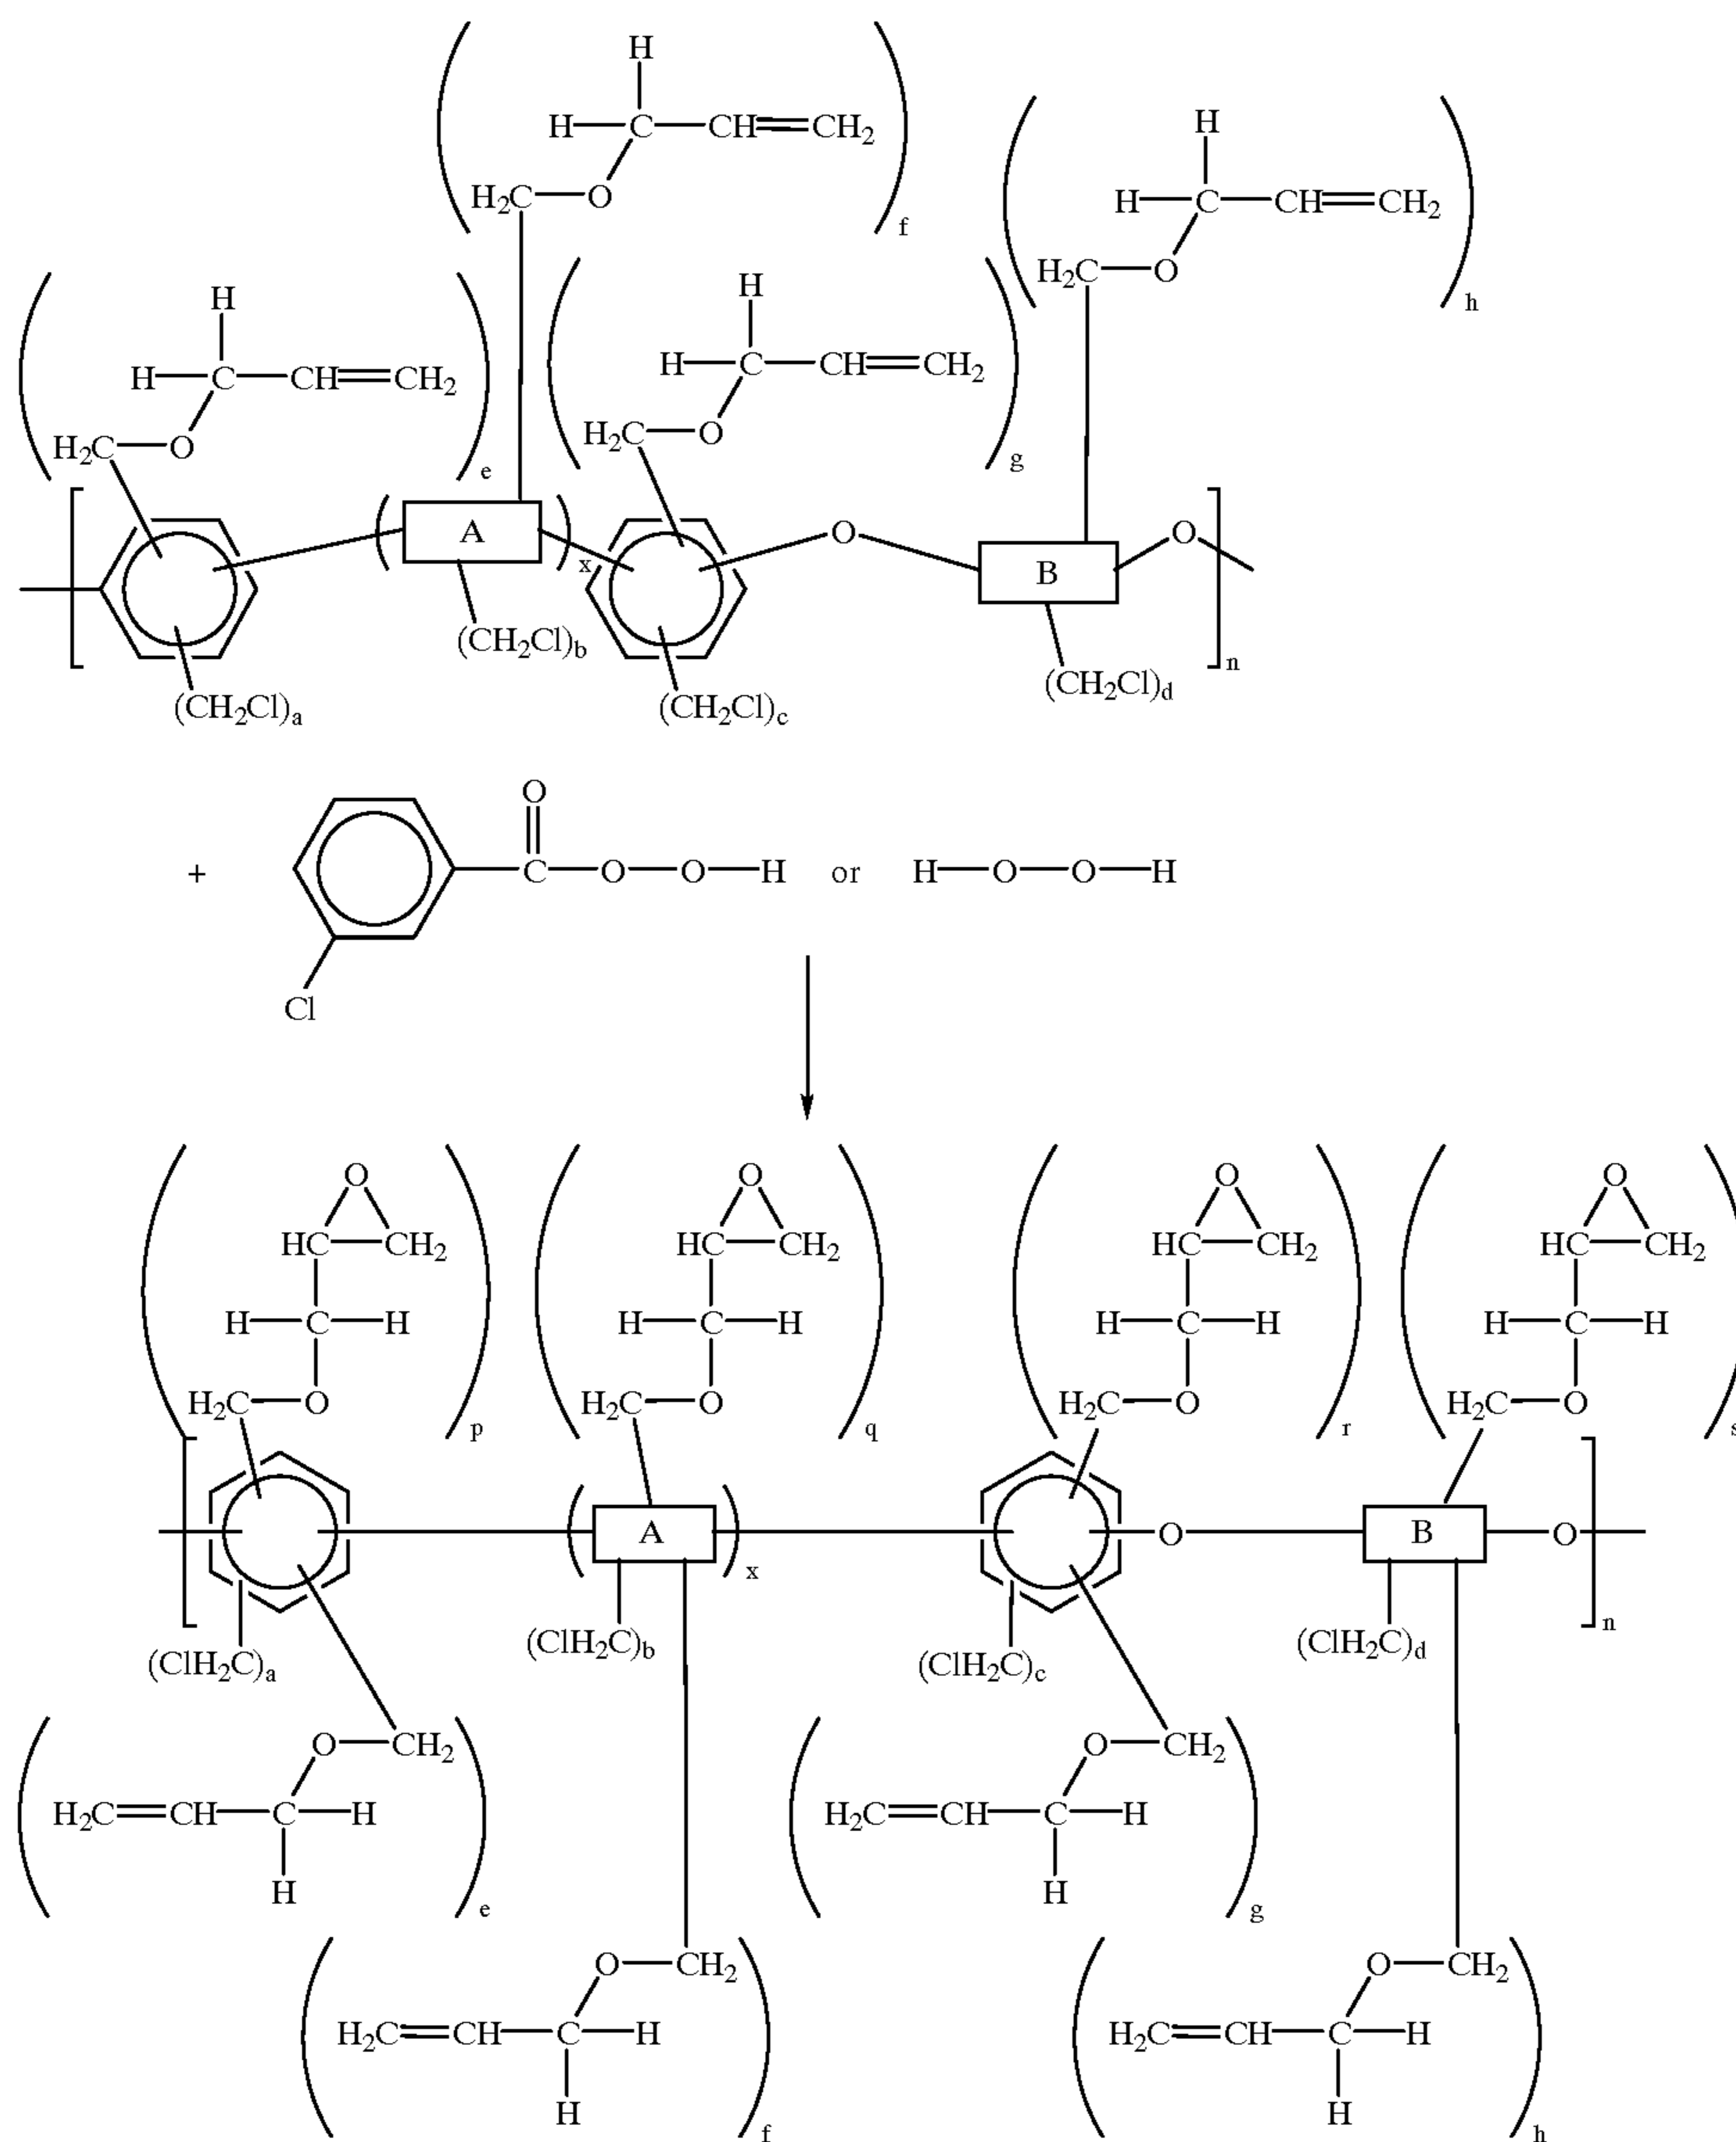 H
H C CH CH2
H2C O
f
H
H C CH CH2
H2C O
h
H
H C CH CH2
H2C O
e
H
H C CH CH2
H2C O
g
A
x
O
B
O
n
(CH2Cl)a
(CH2Cl)b
(CH2Cl)c
(CH2Cl)d
+
O
C O O H or H O O H
Cl
O O O O
HC CH2 HC CH2 HC CH2 HC CH2
H C H H C H H C H H C H
H2C O H2C O H2C O H2C O
p q r s
A x O B O n
(ClH2C)a (ClH2C)b (ClH2C)c (ClH2C)d
O CH2 O CH2
H2C CH C H H2C CH C H
H H
e g
O CH2 O CH2
H2C CH C H H2C CH C H
H H
f h